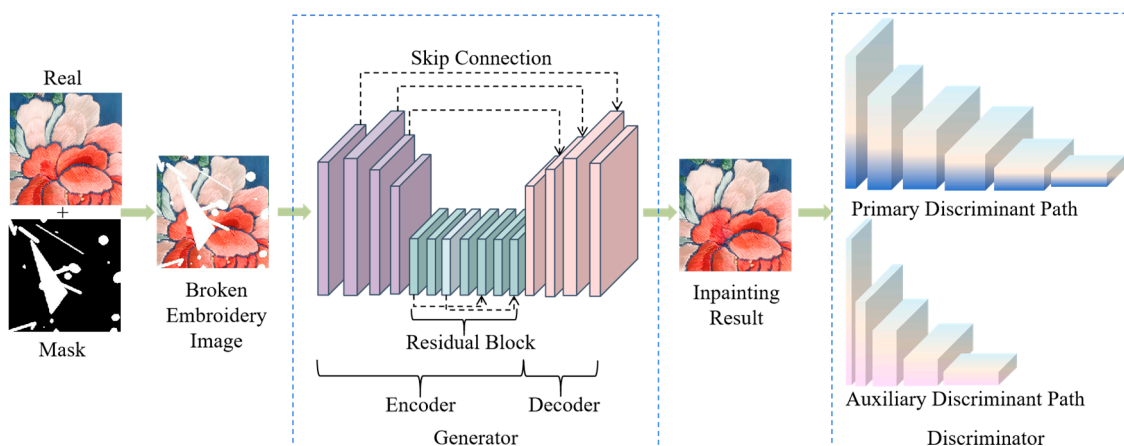 Real
+
Mask
Broken
Embroidery
Image
Skip Connection
Residual Block
Encoder
Decoder
Generator
Inpainting
Result
Primary Discriminant Path
Auxiliary Discriminant Path
Discriminator